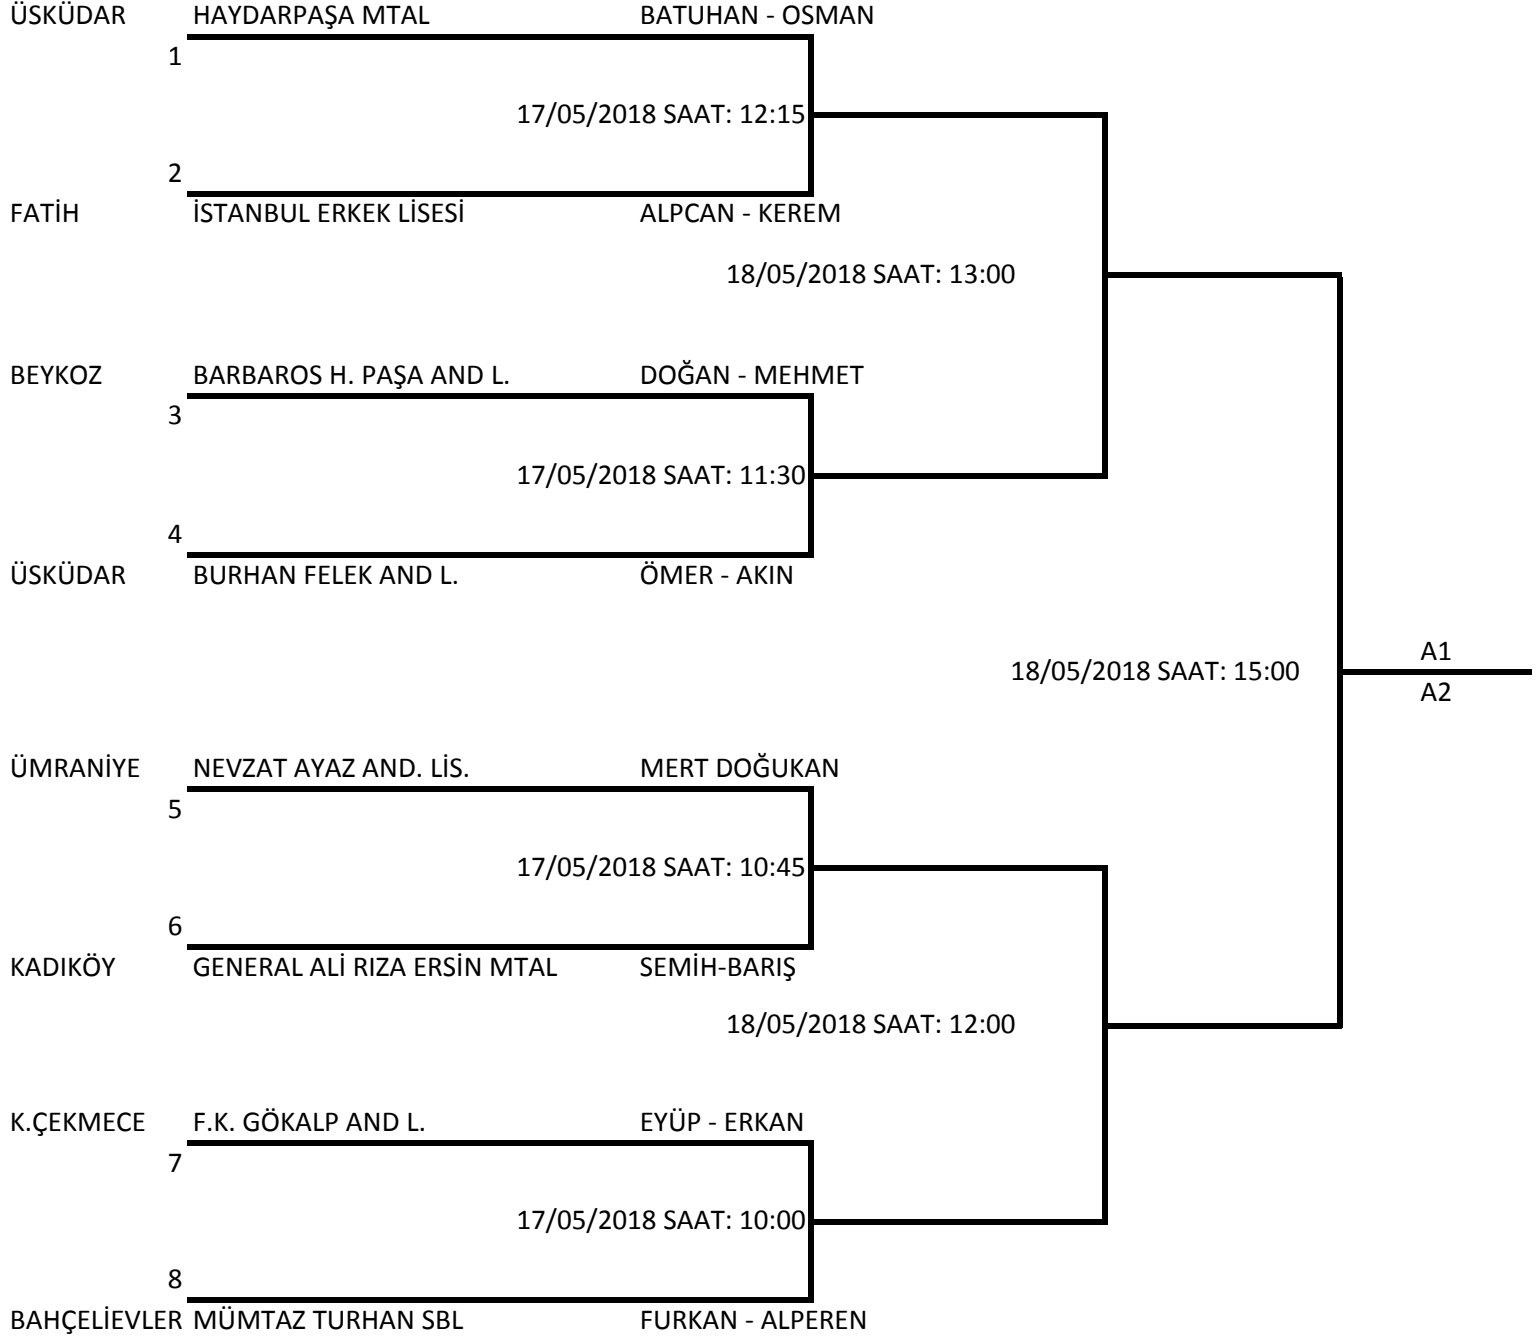 ÜSKÜDAR HAYDARPAŞA MTAL BATUHAN - OSMAN
1
17/05/2018 SAAT: 12:15
2
FATİH İSTANBUL ERKEK LİSESİ ALPCAN - KEREM
18/05/2018 SAAT: 13:00
BEYKOZ BARBAROS H. PAŞA AND L. DOĞAN - MEHMET
3
17/05/2018 SAAT: 11:30
4
ÜSKÜDAR BURHAN FELEK AND L. ÖMER - AKIN
A1
18/05/2018 SAAT: 15:00
A2
ÜMRANİYE NEVZAT AYAZ AND. LİS. MERT DOĞUKAN
5
17/05/2018 SAAT: 10:45
6
KADIKÖY GENERAL ALİ RIZA ERSİN MTAL SEMİH-BARIŞ
18/05/2018 SAAT: 12:00
K.ÇEKMECE F.K. GÖKALP AND L. EYÜP - ERKAN
7
17/05/2018 SAAT: 10:00
8
BAHÇELİEVLER MÜMTAZ TURHAN SBL FURKAN - ALPEREN